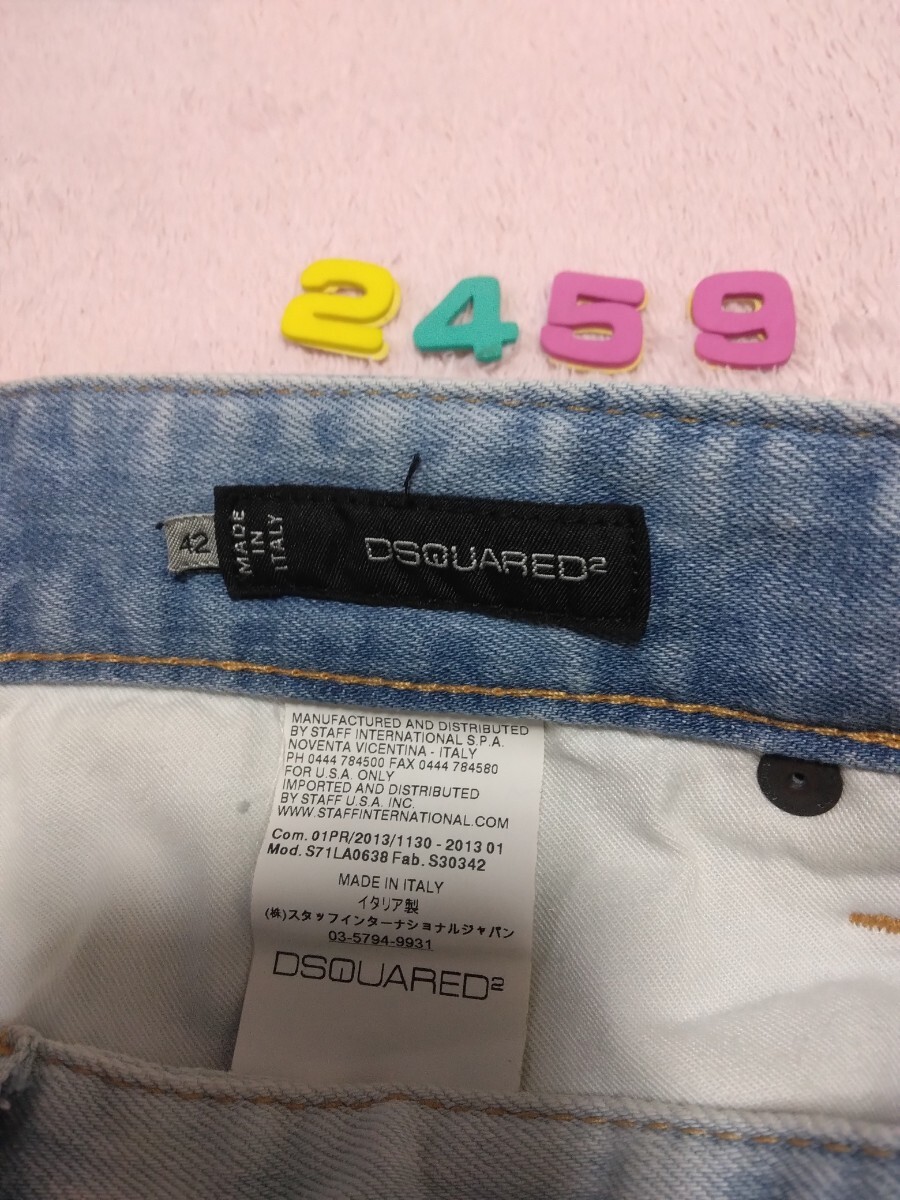 2459
42
MADE
IN
ITALY
DSQUARED2
MANUFACTURED AND DISTRIBUTED
BY STAFF INTERNATIONAL S.P.A.
NOVENTA VICENTINA - ITALY
PH 0444 784500 FAX 0444 784580
FOR U.S.A. ONLY
IMPORTED AND DISTRIBUTED
BY STAFF U.S.A. INC.
WWW.STAFFINTERNATIONAL.COM
Com. 01PR/2013/1130 - 2013 01
Mod. S71LA0638 Fab. S30342
MADE IN ITALY
イタリア製
(株)スタッフインターナショナルジャパン
03-5794-9931
DSQUARED2